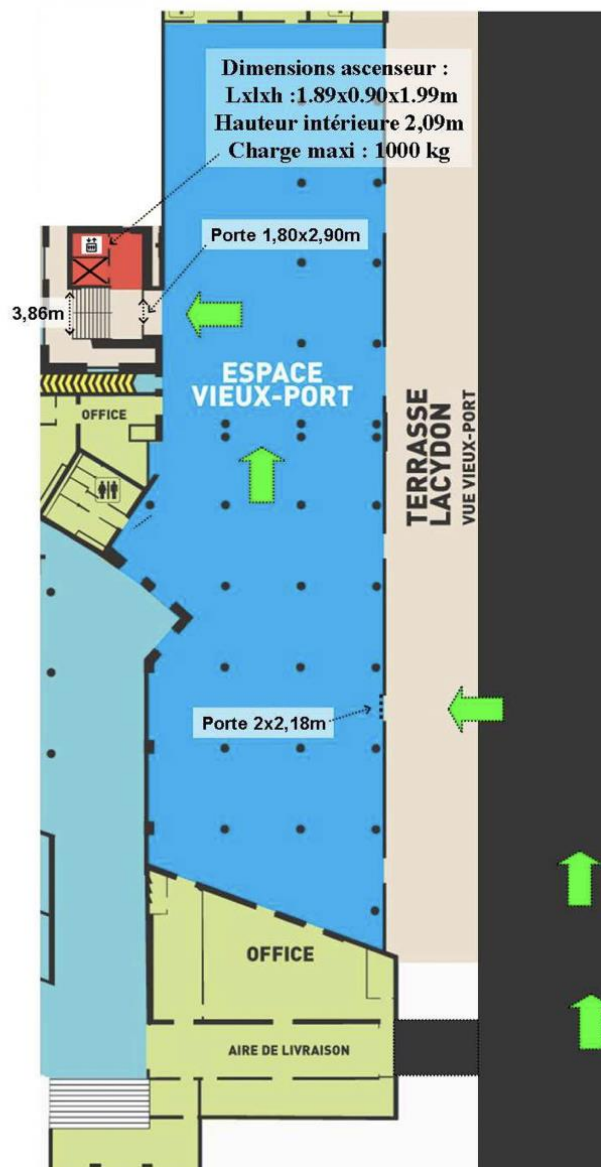 Dimensions ascenseur :
Lxlxh :1.89x0.90x1.99m
Hauteur intérieure 2,09m
Charge maxi : 1000 kg
Porte 1,80x2,90m
3,86m
ESPACE
VIEUX-PORT
OFFICE
TERRASSE
LACYDON
VUE VIEUX-PORT
Porte 2x2,18m
OFFICE
AIRE DE LIVRAISON